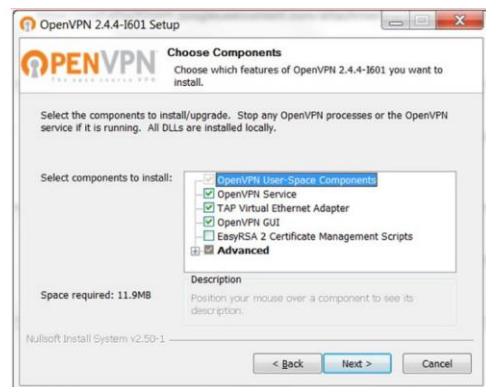 OpenVPN 2.4.4-I601 Setup
OPENVPN
Choose Components
Choose which features of OpenVPN 2.4.4-I601 you want to
install.
Select the components to install/upgrade. Stop any OpenVPN processes or the OpenVPN
service if it is running. All DLLs are installed locally.
Select components to install:
OpenVPN User-Space Components
OpenVPN Service
TAP Virtual Ethernet Adapter
OpenVPN GUI
EasyRSA 2 Certificate Management Scripts
Advanced
Space required: 11.9MB
Description
Position your mouse over a component to see its
description.
Nullsoft Install System v2.50-1
< Back
Next >
Cancel